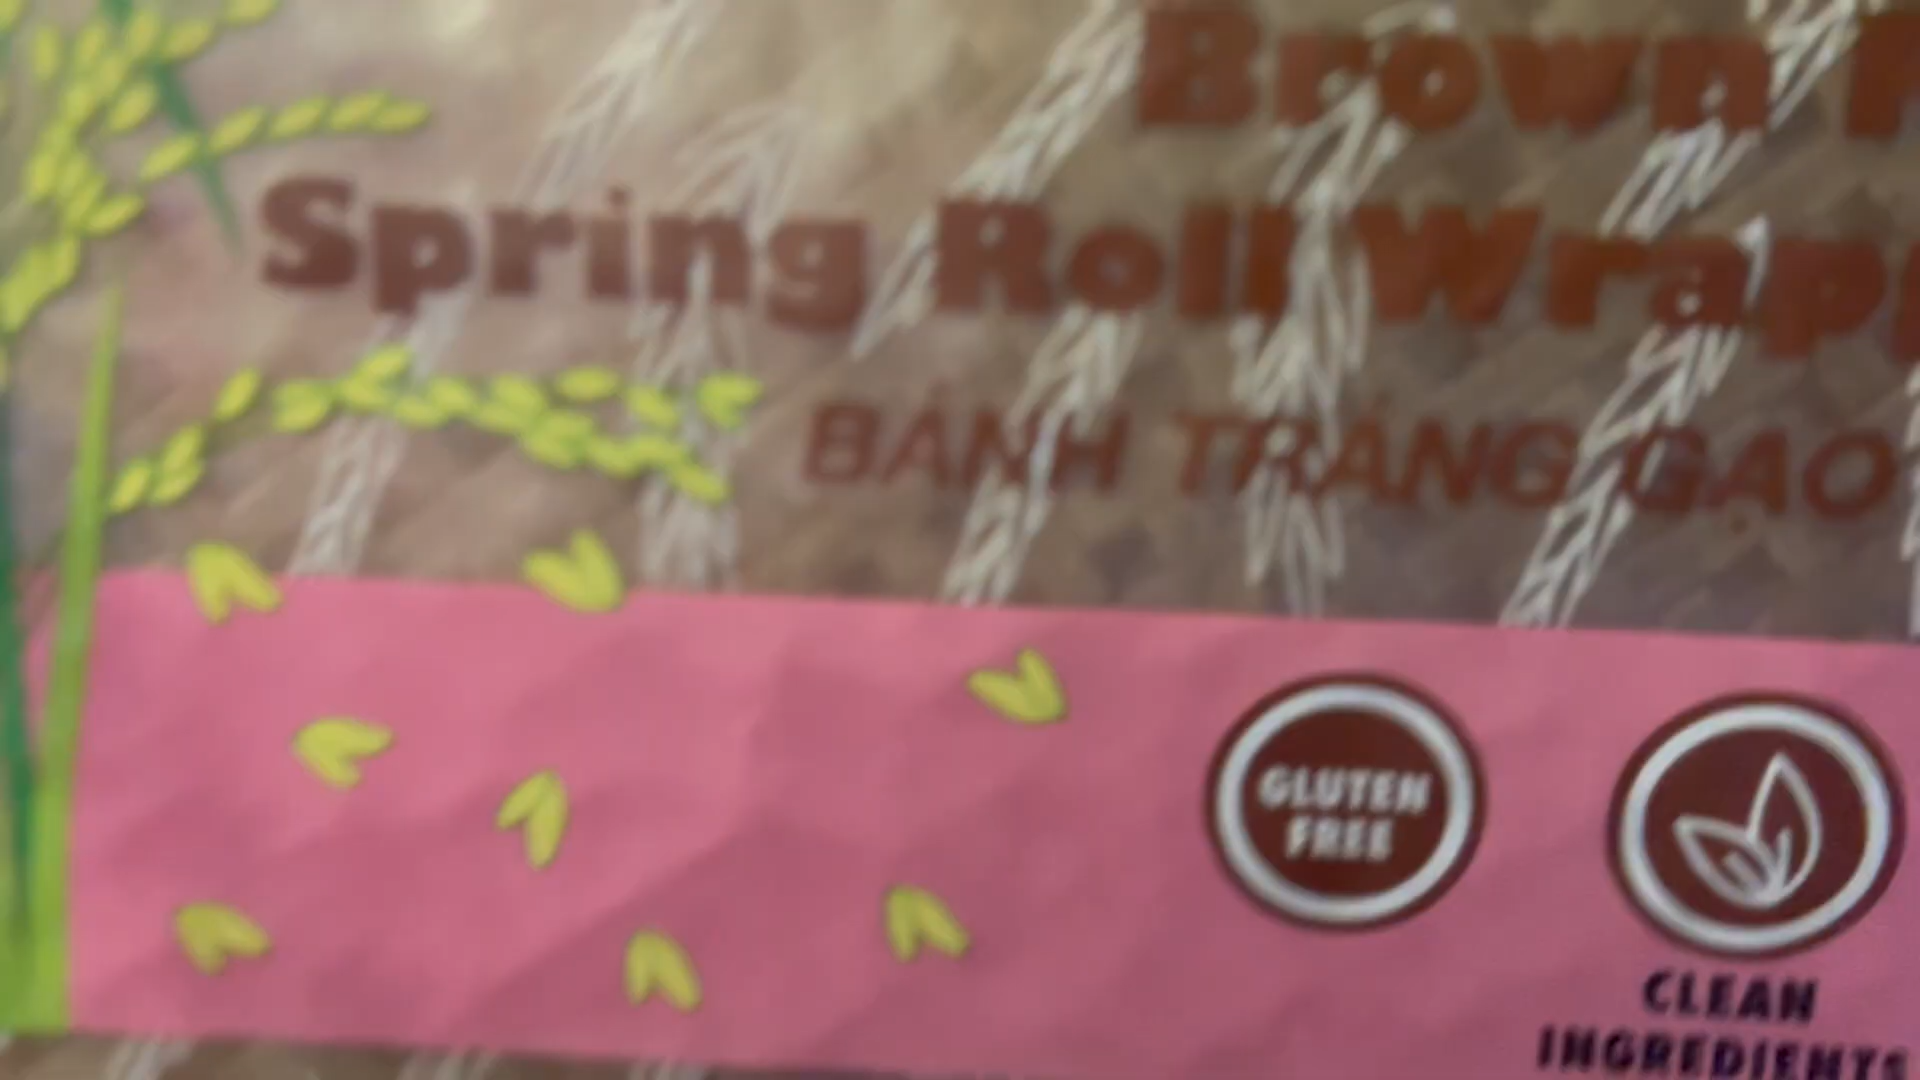 Brown
Spring Roll Wrapp
BÁNH TRÁNG GẠO
GLUTEN
FREE
CLEAN
INGREDIENTS